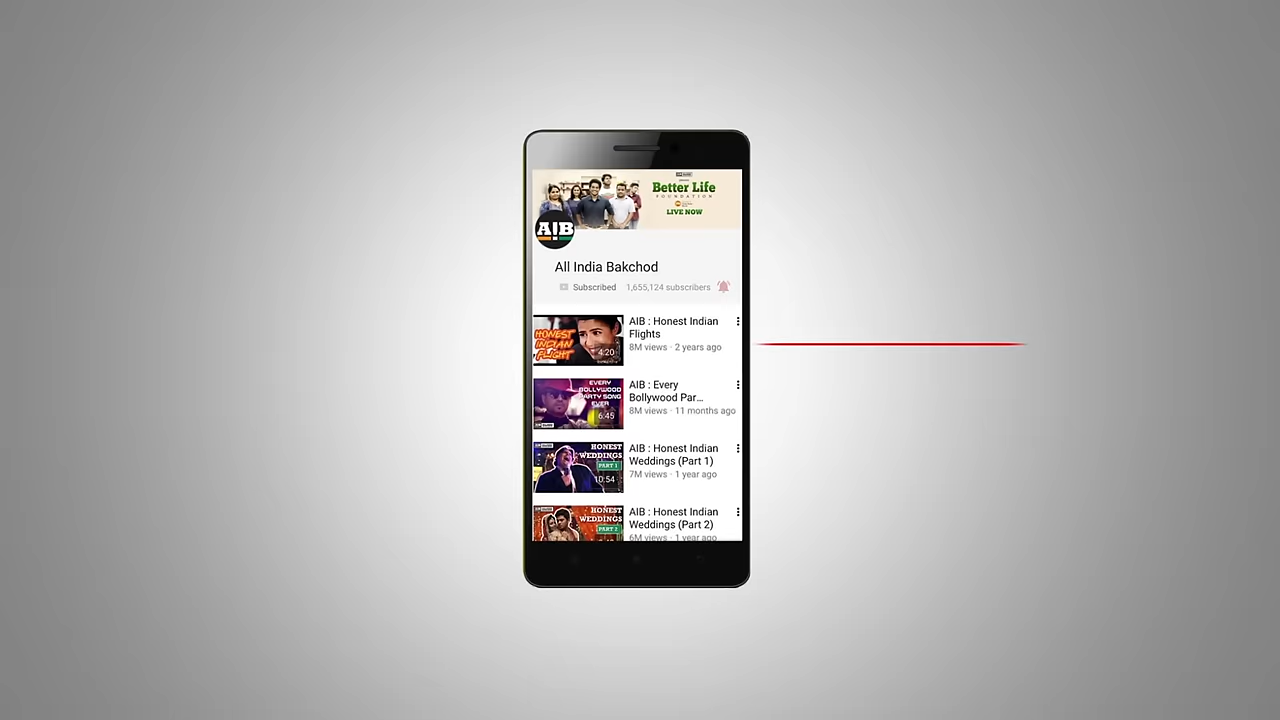 Better Life
FOUNDATION
LIVE NOW
A!B
All India Bakchod
Subscribed 1,655,124 subscribers
HONEST
INDIAN
FLIGHT
4:20
AIB : Honest Indian
Flights
8M views · 2 years ago
EVERY
BOLLYWOOD
PARTY SONG
EVER
6:45
AIB : Every
Bollywood Par...
8M views · 11 months ago
HONEST
WEDDINGS
PART 1
10:54
AIB : Honest Indian
Weddings (Part 1)
7M views · 1 year ago
HONEST
WEDDINGS
PART 2
AIB : Honest Indian
Weddings (Part 2)
6M views · 1 year ago